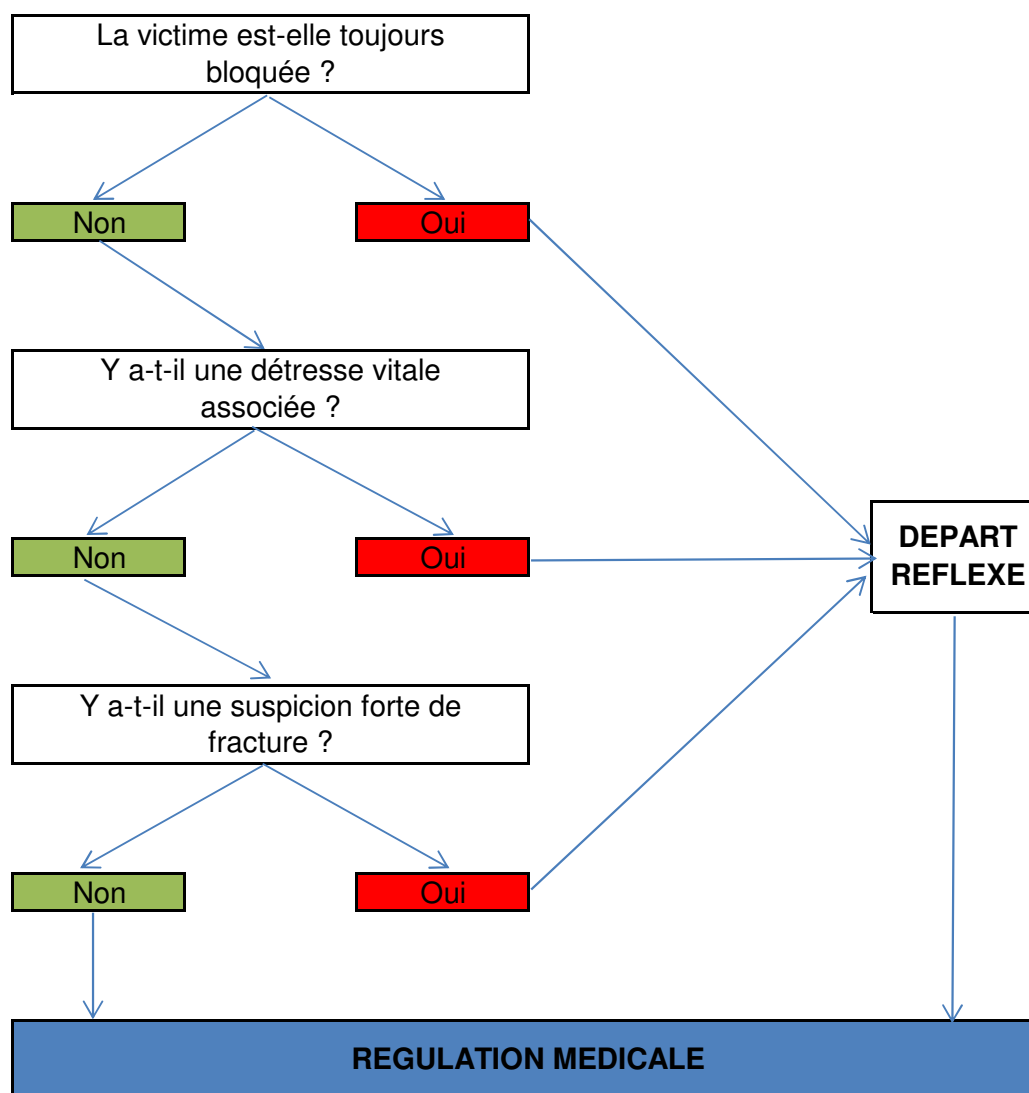 La victime est-elle toujours
bloquée ?
Non
Oui
Y a-t-il une détresse vitale
associée ?
Non
Oui
DEPART
REFLEXE
Y a-t-il une suspicion forte de
fracture ?
Non
Oui
REGULATION MEDICALE